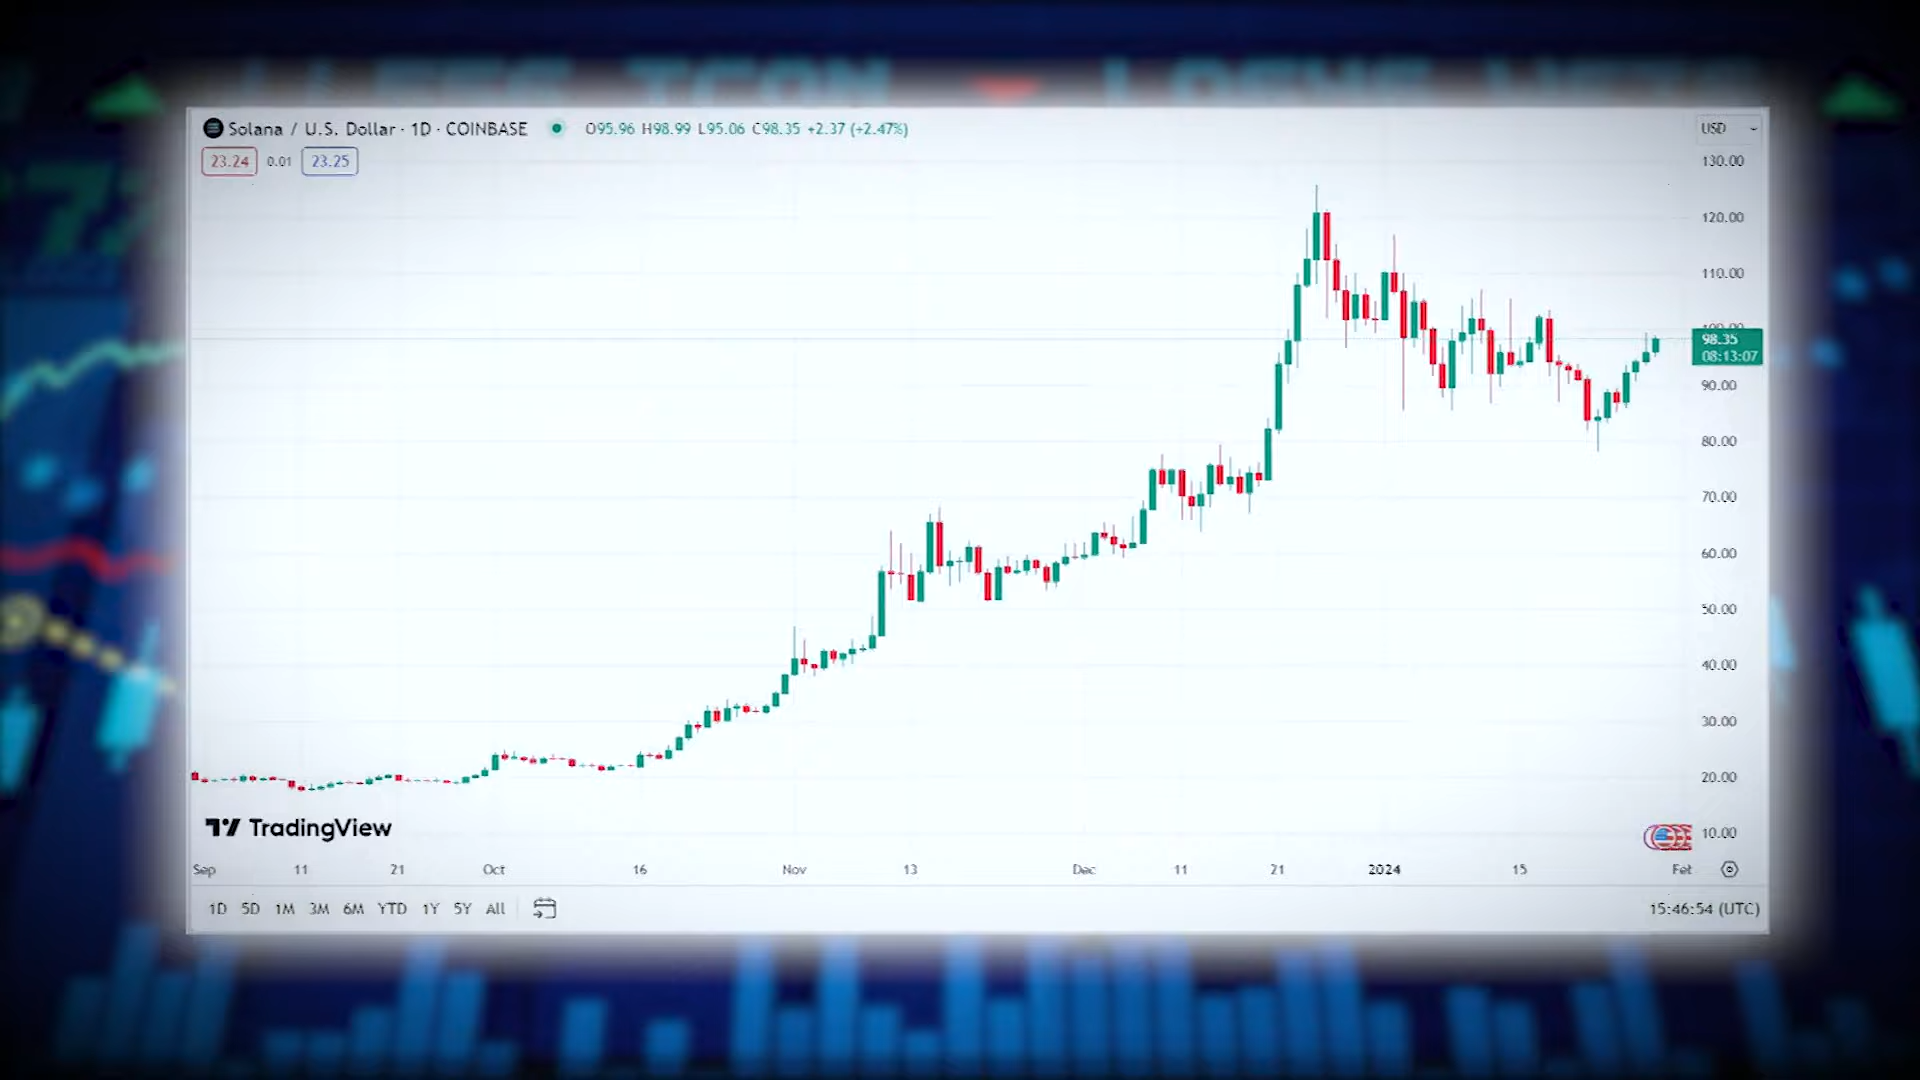 Solana / U.S. Dollar · 1D · COINBASE O95.96 H98.99 L95.06 C98.35 +2.37 (+2.47%)
USD
23.24 0.01 23.25
130.00
120.00
110.00
100.00
98.35
08:13:07
90.00
80.00
70.00
60.00
50.00
40.00
30.00
20.00
10.00
TradingView
Sep 11 21 Oct 16 Nov 13 Dec 11 21 2024 15
1D 5D 1M 3M 6M YTD 1Y 5Y All
15:46:54 (UTC)